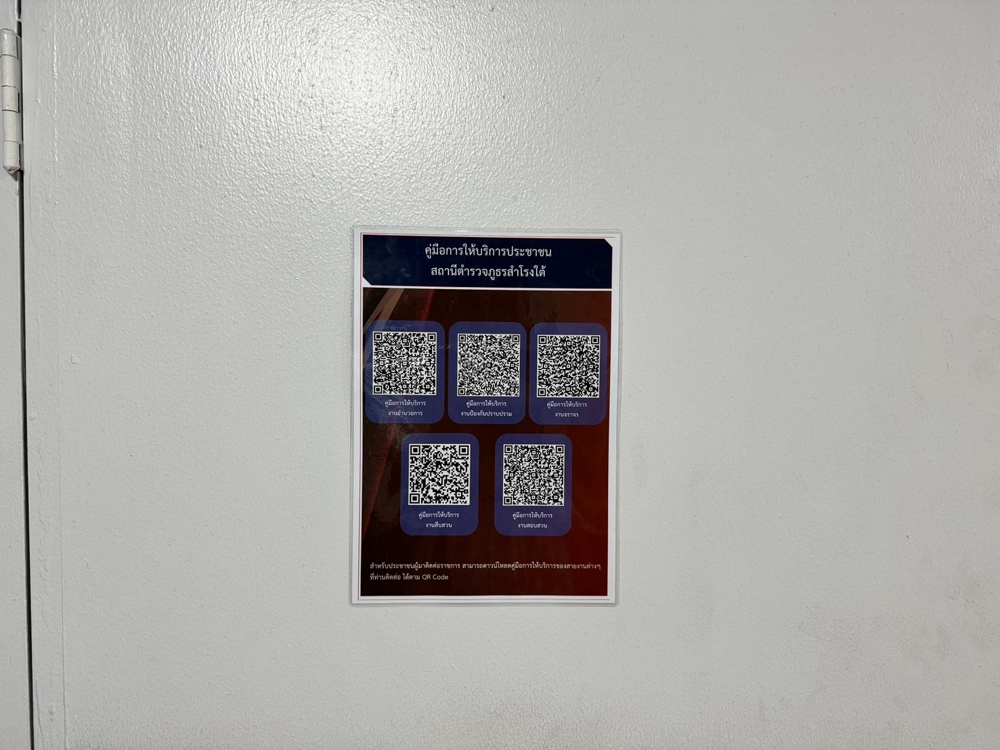 คู่มือการให้บริการประชาชน
สถานีตำรวจภูธรสำโรงใต้
คู่มือการให้บริการ
งานอำนวยการ
คู่มือการให้บริการ
งานป้องกันปราบปราม
คู่มือการให้บริการ
งานจราจร
คู่มือการให้บริการ
งานสืบสวน
คู่มือการให้บริการ
งานสอบสวน
สำหรับประชาชนผู้มาติดต่อราชการ สามารถดาวน์โหลดคู่มือการให้บริการของสายงานต่างๆ
ที่ท่านติดต่อ ได้ตาม QR Code